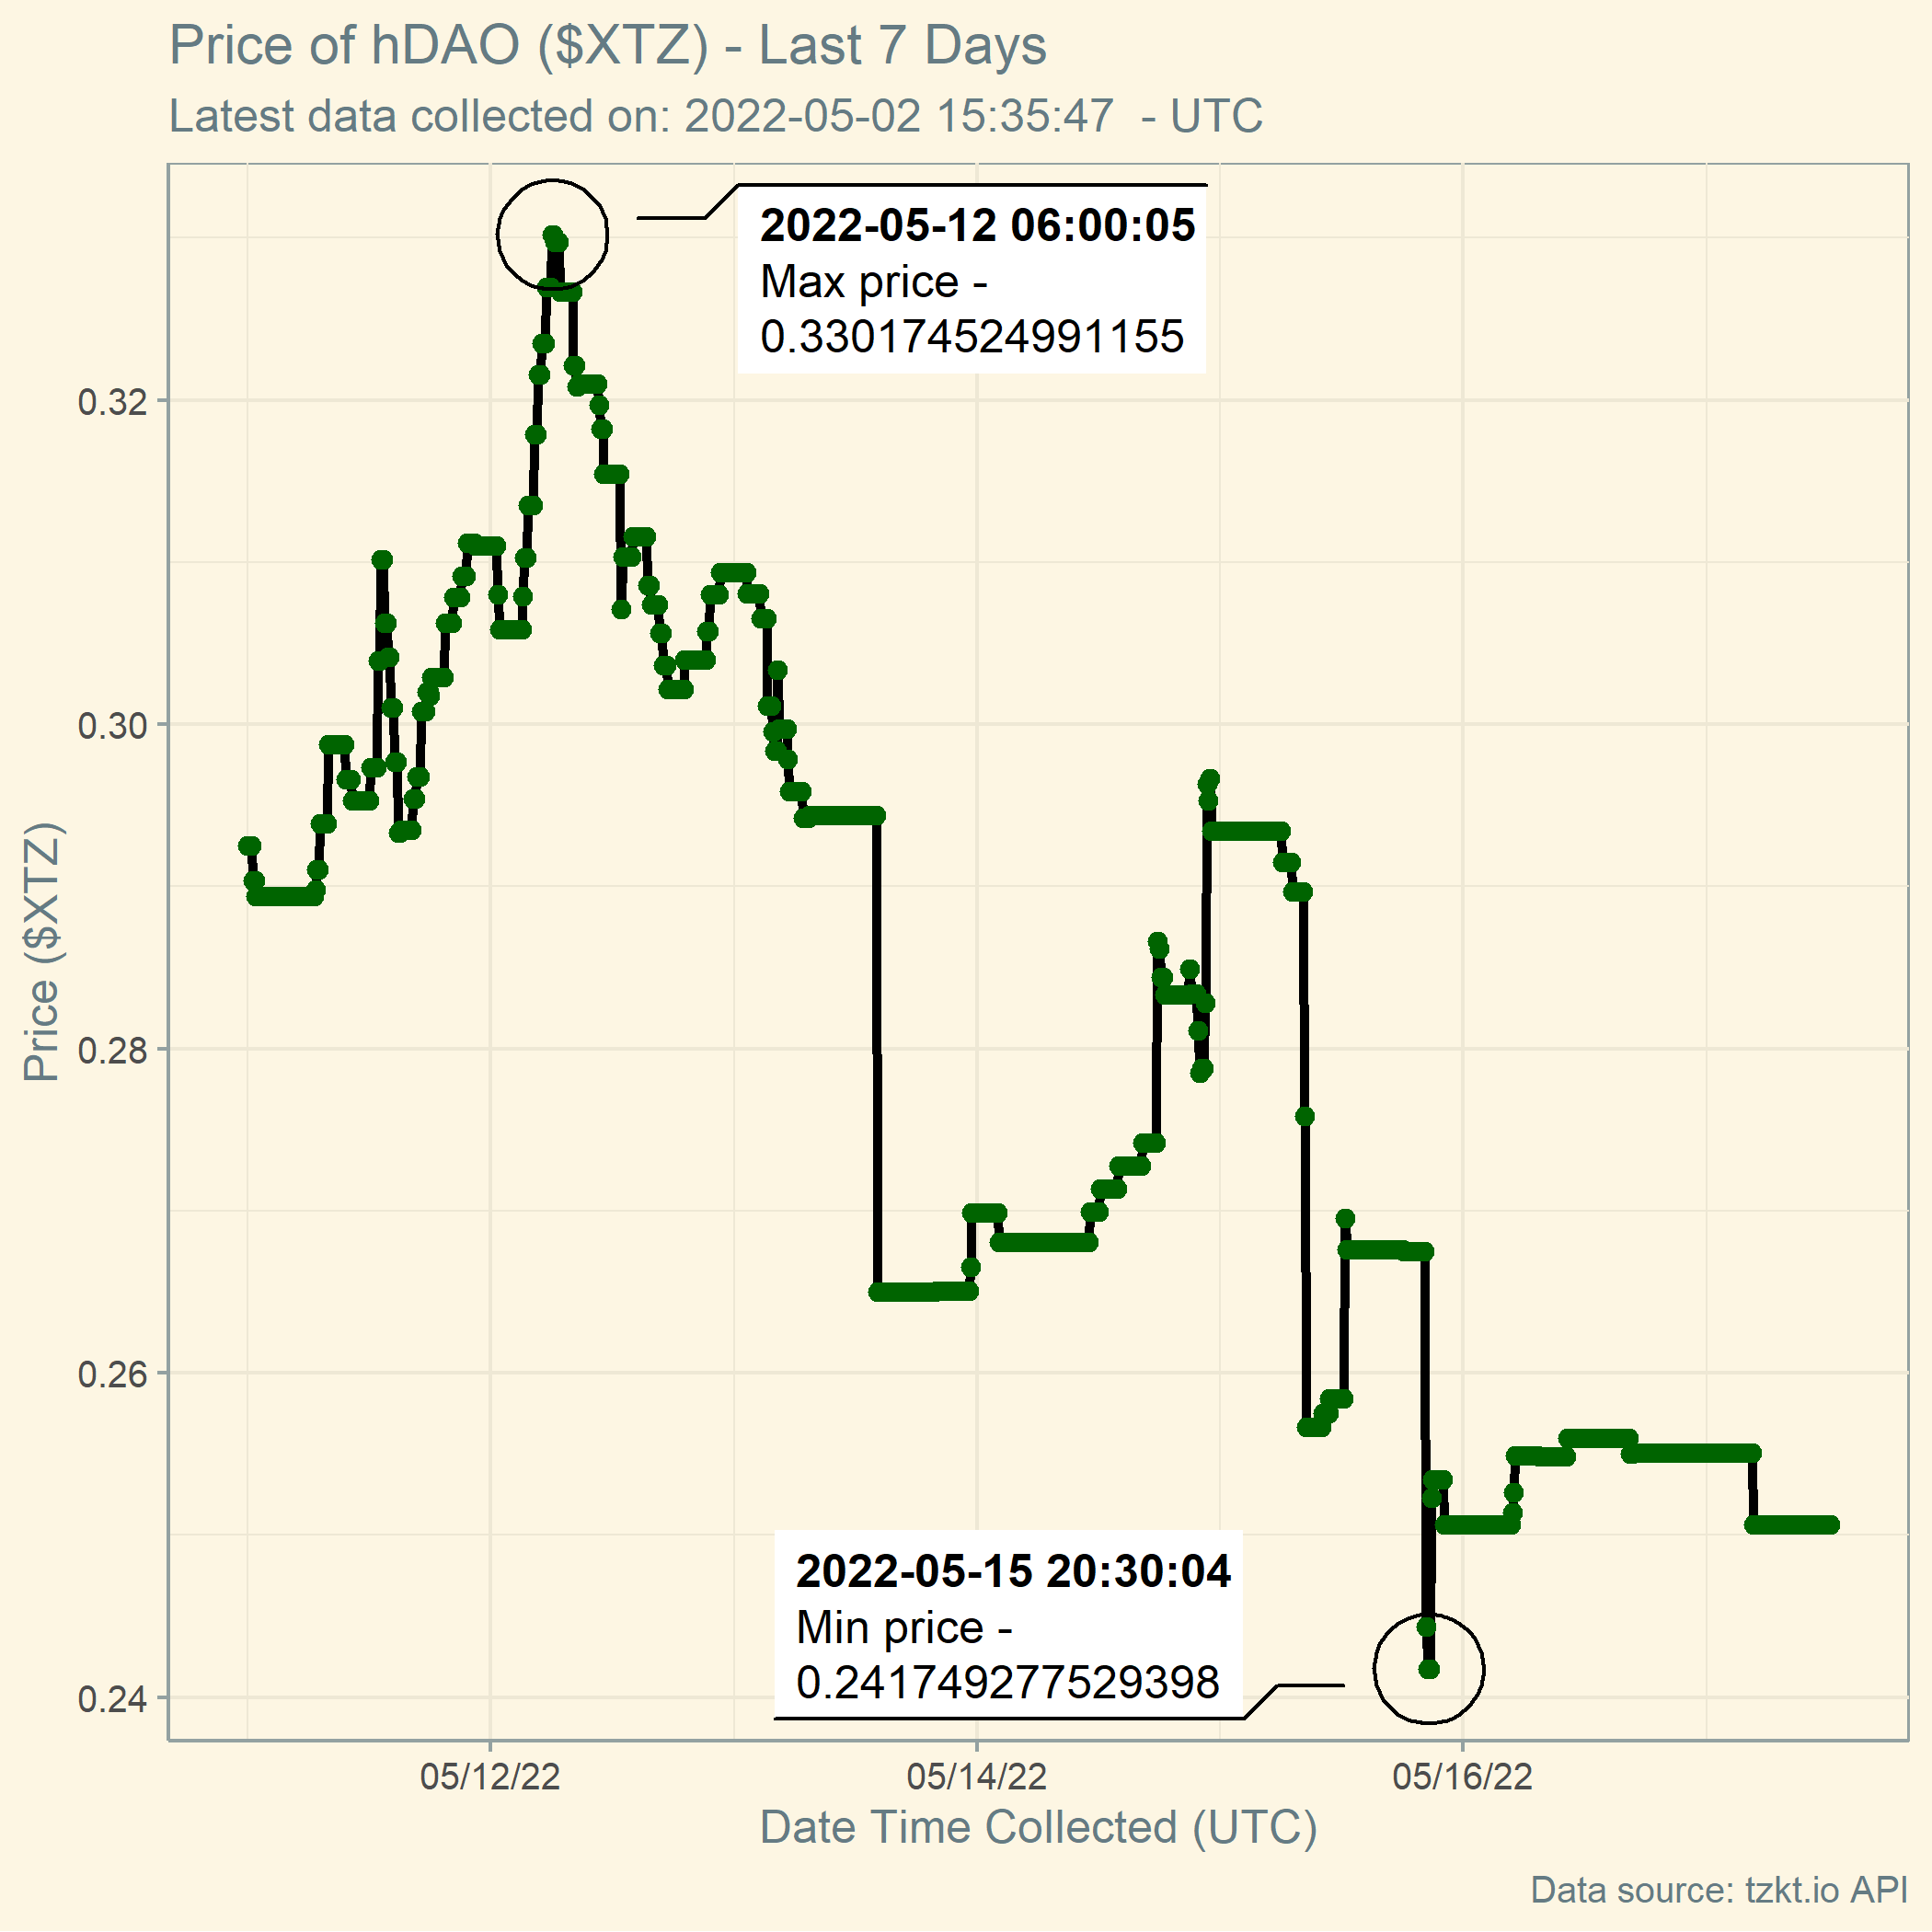 Price of hDAO ($XTZ) - Last 7 Days
Latest data collected on: 2022-05-02 15:35:47  - UTC
2022-05-12 06:00:05
Max price -
0.330174524991155
0.32
0.30
0.28
0.26
0.24
Price ($XTZ)
2022-05-15 20:30:04
Min price -
0.241749277529398
05/12/22
05/14/22
05/16/22
Date Time Collected (UTC)
Data source: tzkt.io API